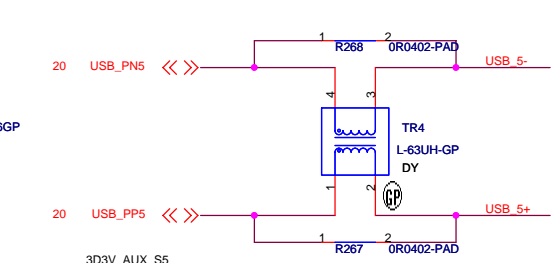 1 2
R268 0R0402-PAD
20 USB_PN5 USB_5-
4 3
6GP
TR4
L-63UH-GP
DY
1 2
GP
20 USB_PP5 USB_5+
1 2
R267 0R0402-PAD
3D3V_AUX_S5